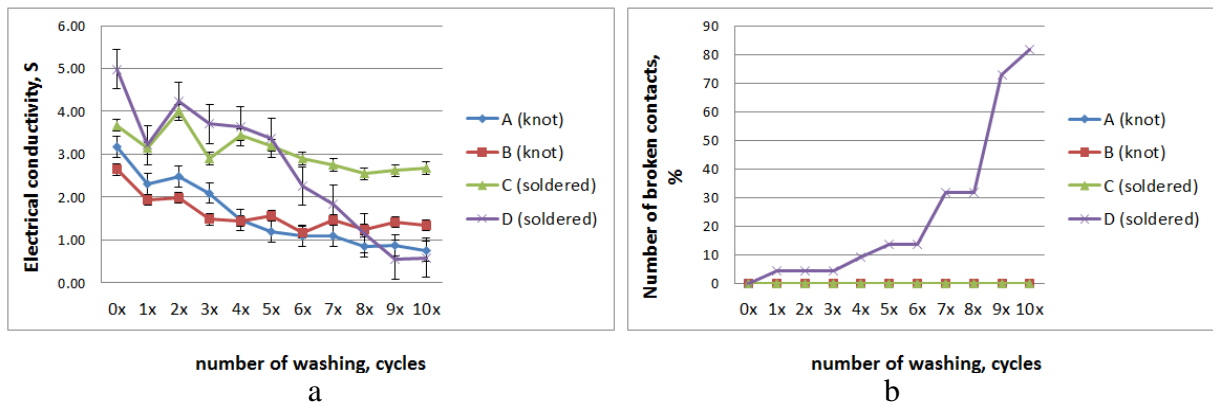 6.00
5.00
4.00
3.00
2.00
1.00
0.00
Electrical conductivity, S
0x 1x 2x 3x 4x 5x 6x 7x 8x 9x 10x
number of washing, cycles
A (knot)
B (knot)
C (soldered)
D (soldered)
a
90
80
70
60
50
40
30
20
10
0
Number of broken contacts,
%
0x 1x 2x 3x 4x 5x 6x 7x 8x 9x 10x
number of washing, cycles
A (knot)
B (knot)
C (soldered)
D (soldered)
b